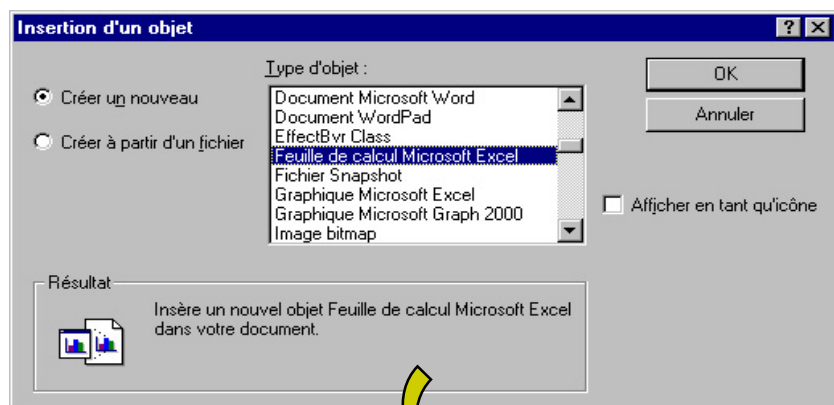 Insertion d'un objet
Type d'objet :
Créer un nouveau
Créer à partir d'un fichier
Document Microsoft Word
Document WordPad
EffectBvr Class
Feuille de calcul Microsoft Excel
Fichier Snapshot
Graphique Microsoft Excel
Graphique Microsoft Graph 2000
Image bitmap
OK
Annuler
Afficher en tant qu'icône
Résultat
Insère un nouvel objet Feuille de calcul Microsoft Excel
dans votre document.